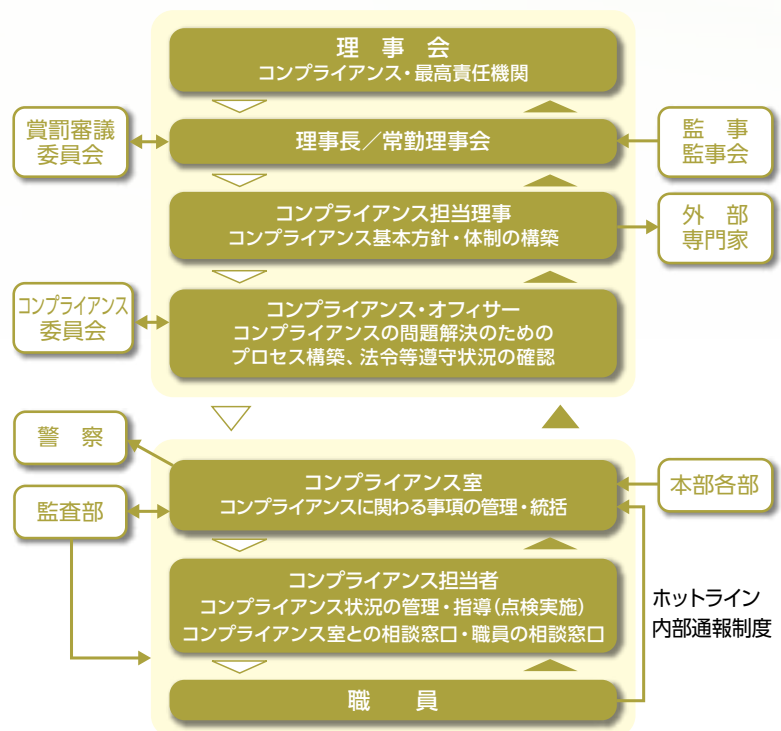 理 事 会
コンプライアンス・最高責任機関
賞罰審議
委員会
理事長／常勤理事会
監 事
監事会
コンプライアンス担当理事
コンプライアンス基本方針・体制の構築
外 部
専門家
コンプライアンス
委員会
コンプライアンス・オフィサー
コンプライアンスの問題解決のための
プロセス構築、法令等遵守状況の確認
警 察
コンプライアンス室
コンプライアンスに関わる事項の管理・統括
本部各部
監査部
コンプライアンス担当者
コンプライアンス状況の管理・指導(点検実施)
コンプライアンス室との相談窓口・職員の相談窓口
ホットライン
内部通報制度
職 員